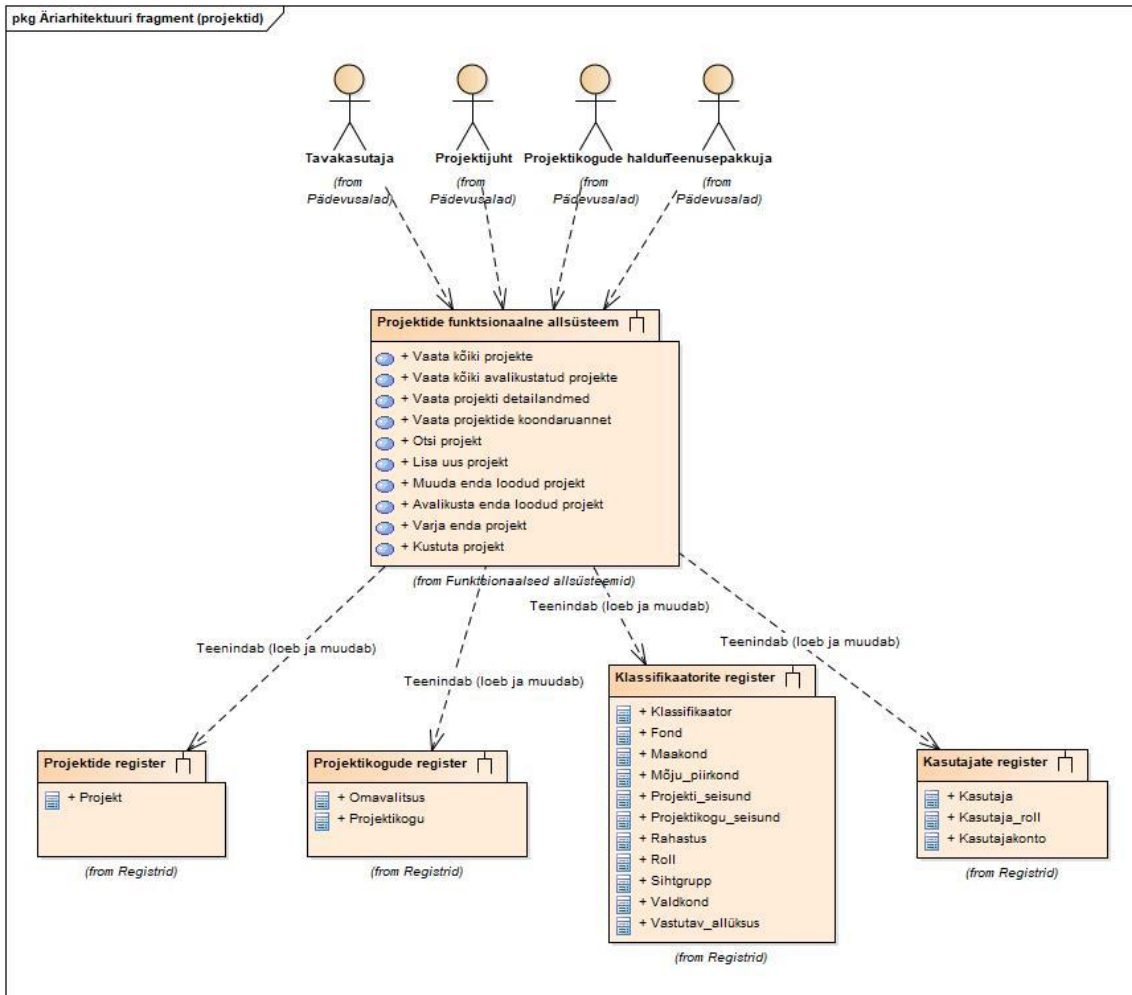 pkg Äriarhitektuuri fragment (projektid)
Tavakasutaja
(from
Pädevusalad)
Projektijuht
(from
Pädevusalad)
Projektikogude haldur
(from
Pädevusalad)
Teenusepakkuja
(from
Pädevusalad)
Projektide funktsionaalne allsüsteem
+ Vaata kõiki projekte
+ Vaata kõiki avalikustatud projekte
+ Vaata projekti detailandmed
+ Vaata projektide koondaruannet
+ Otsi projekt
+ Lisa uus projekt
+ Muuda enda loodud projekt
+ Avalikusta enda loodud projekt
+ Varja enda projekt
+ Kustuta projekt
(from Funktsionaalsed allsüsteemid)
Teenindab (loeb ja muudab)
Teenindab (loeb ja muudab)
Teenindab (loeb ja muudab)
Teenindab (loeb ja muudab)
Projektide register
+ Projekt
(from Registrid)
Projektikogude register
+ Omavalitsus
+ Projektikogu
(from Registrid)
Klassifikaatorite register
+ Klassifikaator
+ Fond
+ Maakond
+ Mõju_piirkond
+ Projekti_seisund
+ Projektikogu_seisund
+ Rahastus
+ Roll
+ Sihtgrupp
+ Valdkond
+ Vastutav_allüksus
(from Registrid)
Kasutajate register
+ Kasutaja
+ Kasutaja_roll
+ Kasutajakonto
(from Registrid)